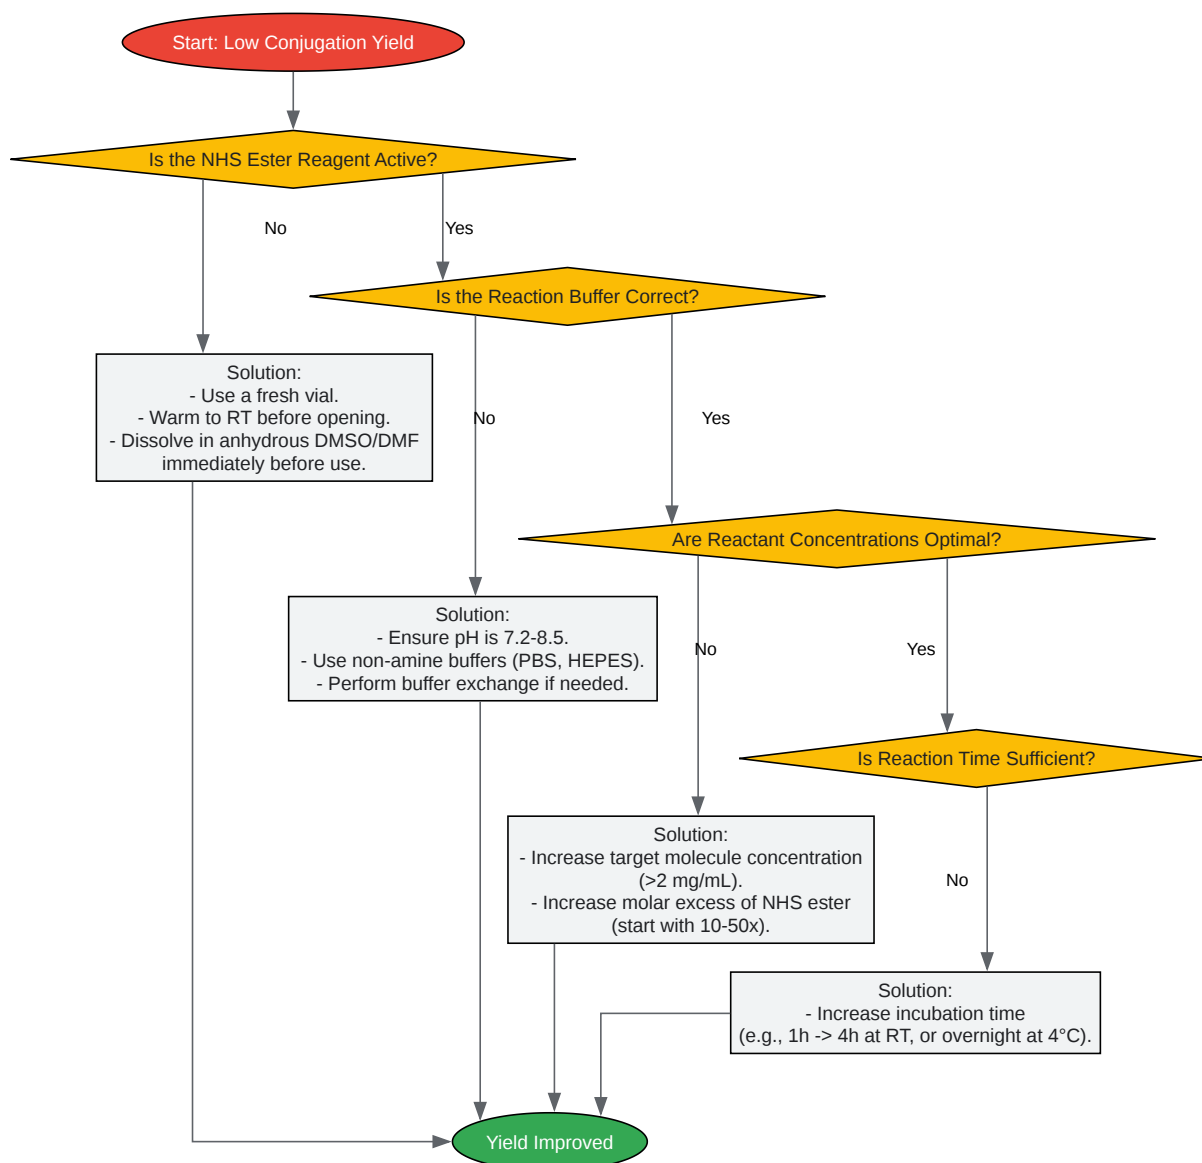 Start: Low Conjugation Yield
Is the NHS Ester Reagent Active?
No
Yes
Is the Reaction Buffer Correct?
Solution:
- Use a fresh vial.
- Warm to RT before opening.
- Dissolve in anhydrous DMSO/DMF
immediately before use.
No
Yes
Are Reactant Concentrations Optimal?
Solution:
- Ensure pH is 7.2-8.5.
- Use non-amine buffers (PBS, HEPES).
- Perform buffer exchange if needed.
No
Yes
Is Reaction Time Sufficient?
Solution:
- Increase target molecule concentration
(>2 mg/mL).
- Increase molar excess of NHS ester
(start with 10-50x).
No
Solution:
- Increase incubation time
(e.g., 1h -> 4h at RT, or overnight at 4°C).
Yield Improved